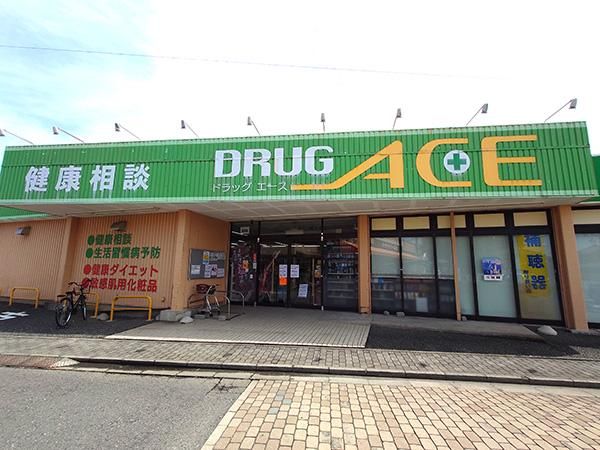 健康相談
DRUG ACE
ドラッグ エース
●健康相談
●生活習慣病予防
●健康ダイエット
●敏感肌用化粧品
補聴器